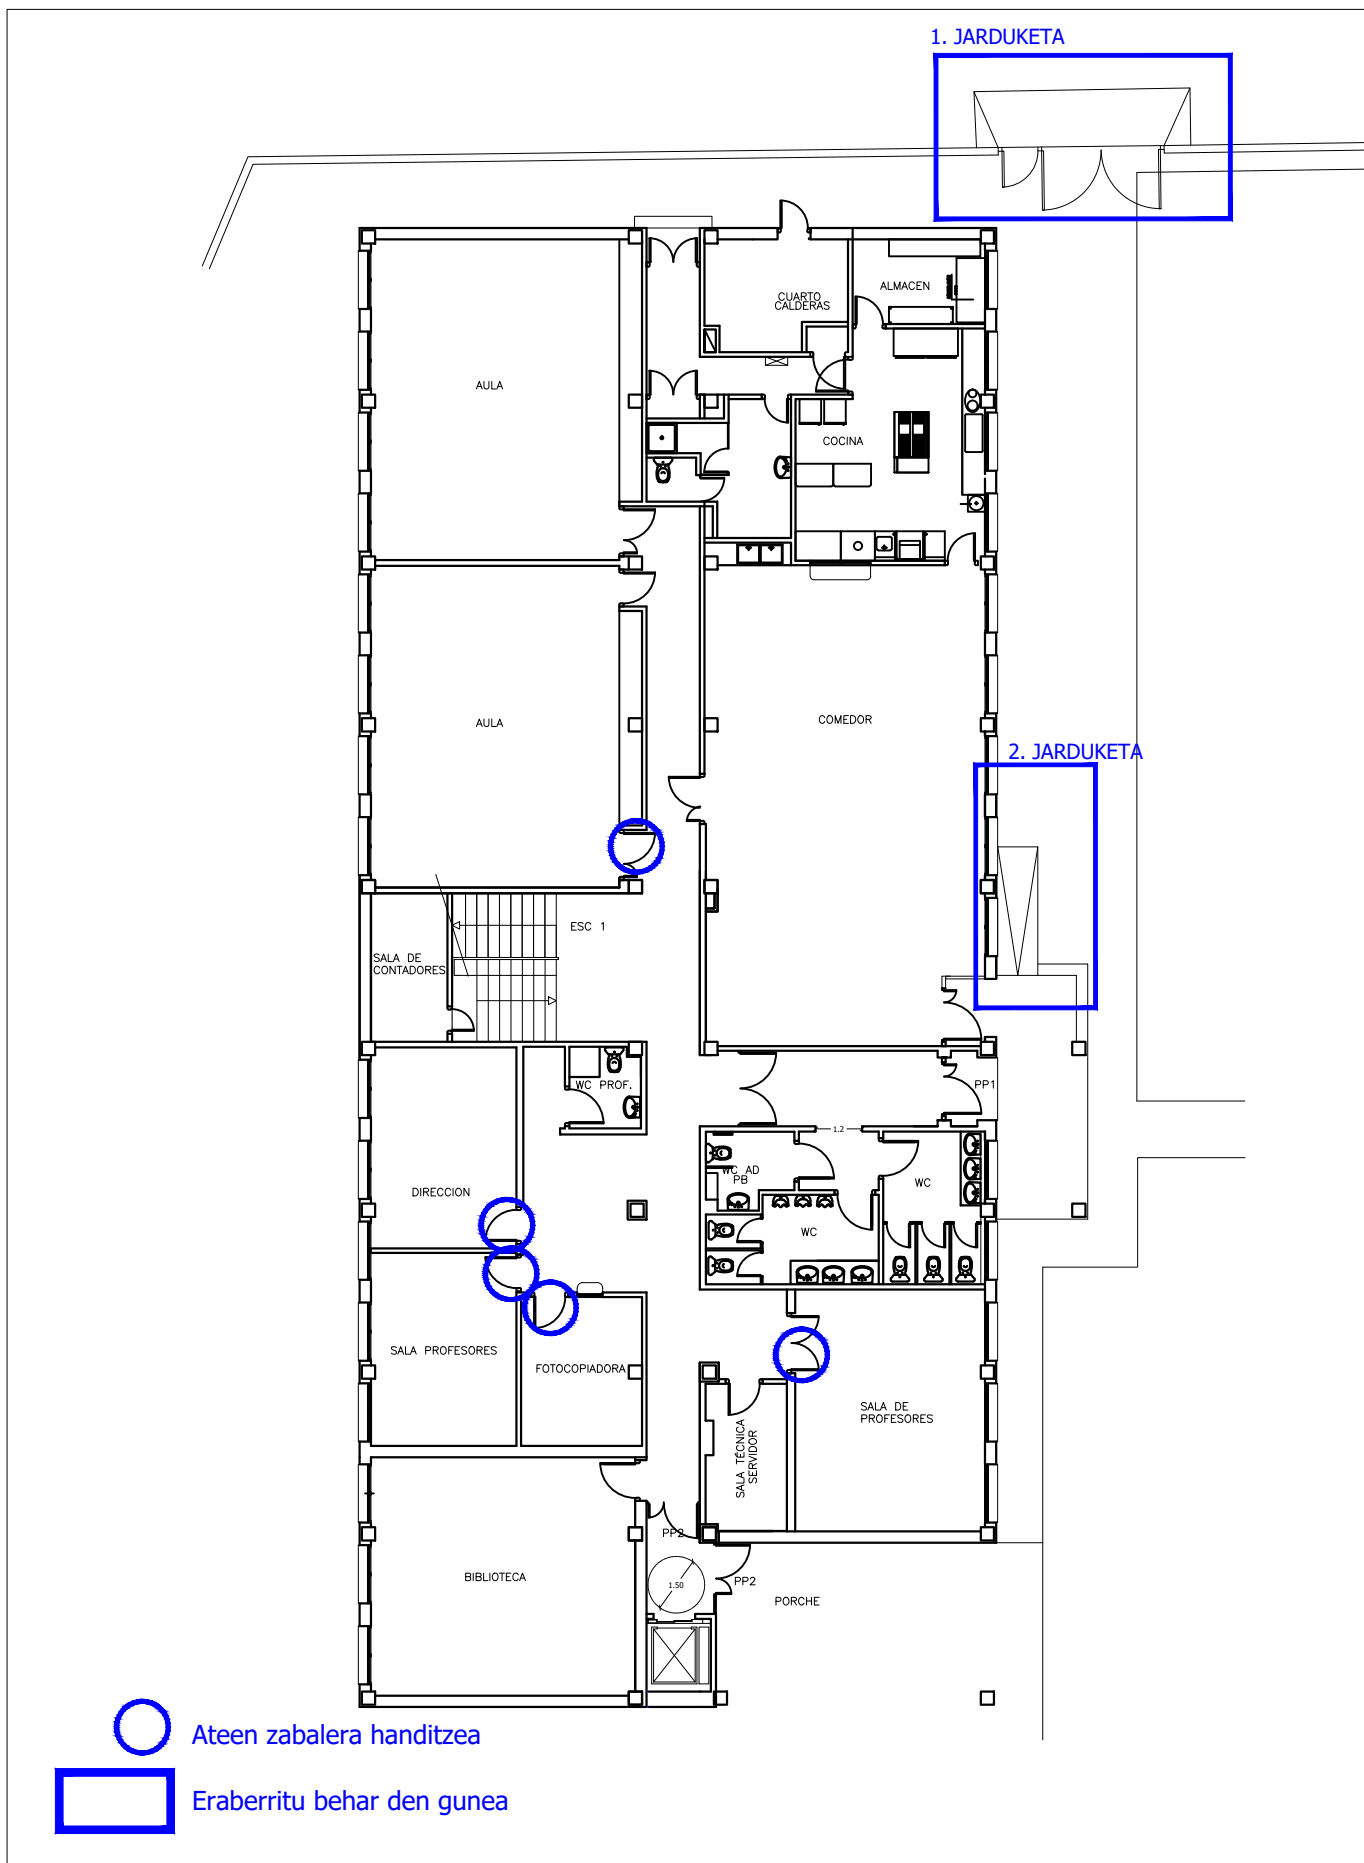 1. JARDUKETA
CUARTO
CALDERAS
ALMACEN
AULA
COCINA
AULA
COMEDOR
2. JARDUKETA
ESC 1
SALA DE
CONTADORES
WC PROF.
PP1
1.2
WC AD
PB
WC
DIRECCION
WC
SALA PROFESORES
FOTOCOPIADORA
SALA DE
PROFESORES
SALA TÉCNICA
SERVIDOR
PP2
BIBLIOTECA
1.50
PP2
PORCHE
Ateen zabalera handitzea
Eraberritu behar den gunea